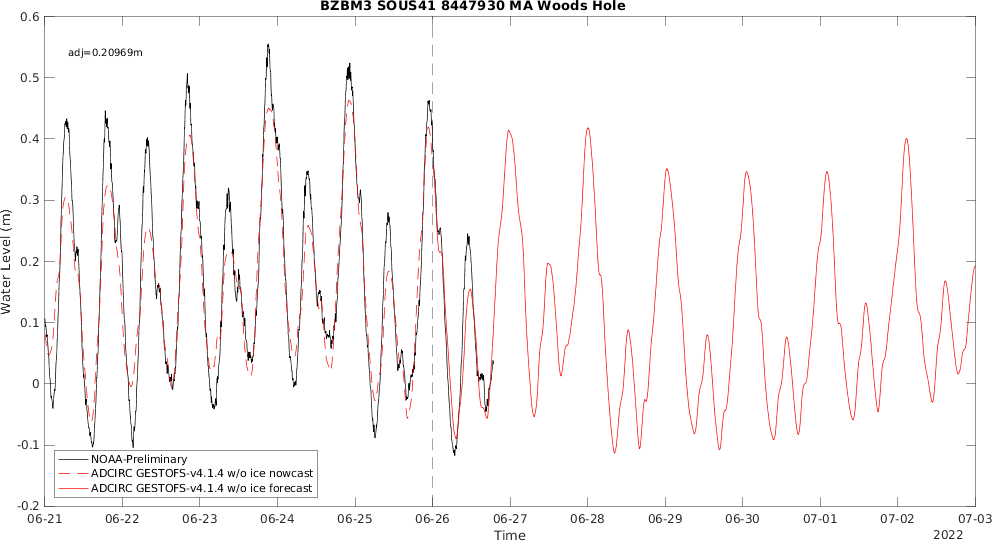 BZBM3 SOUS41 8447930 MA Woods Hole
adj=0.20969m
0.6
0.5
0.4
0.3
0.2
0.1
0
-0.1
-0.2
Water Level (m)
NOAA-Preliminary
ADCIRC GESTOFS-v4.1.4 w/o ice nowcast
ADCIRC GESTOFS-v4.1.4 w/o ice forecast
06-21 06-22 06-23 06-24 06-25 06-26 06-27 06-28 06-29 06-30 07-01 07-02 07-03
Time
2022